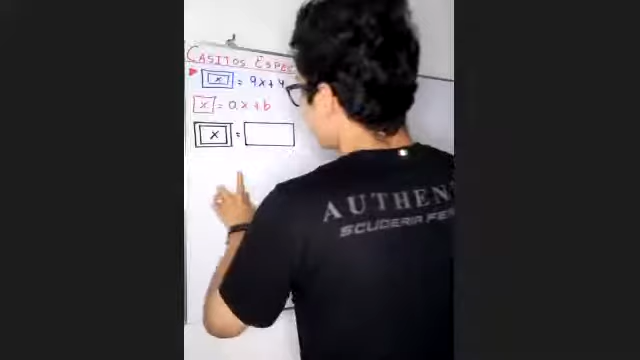 CASITOS ESPEC
x = 9x+4
x = ax+b
x =
AUTHEN
SCUDERIA FE